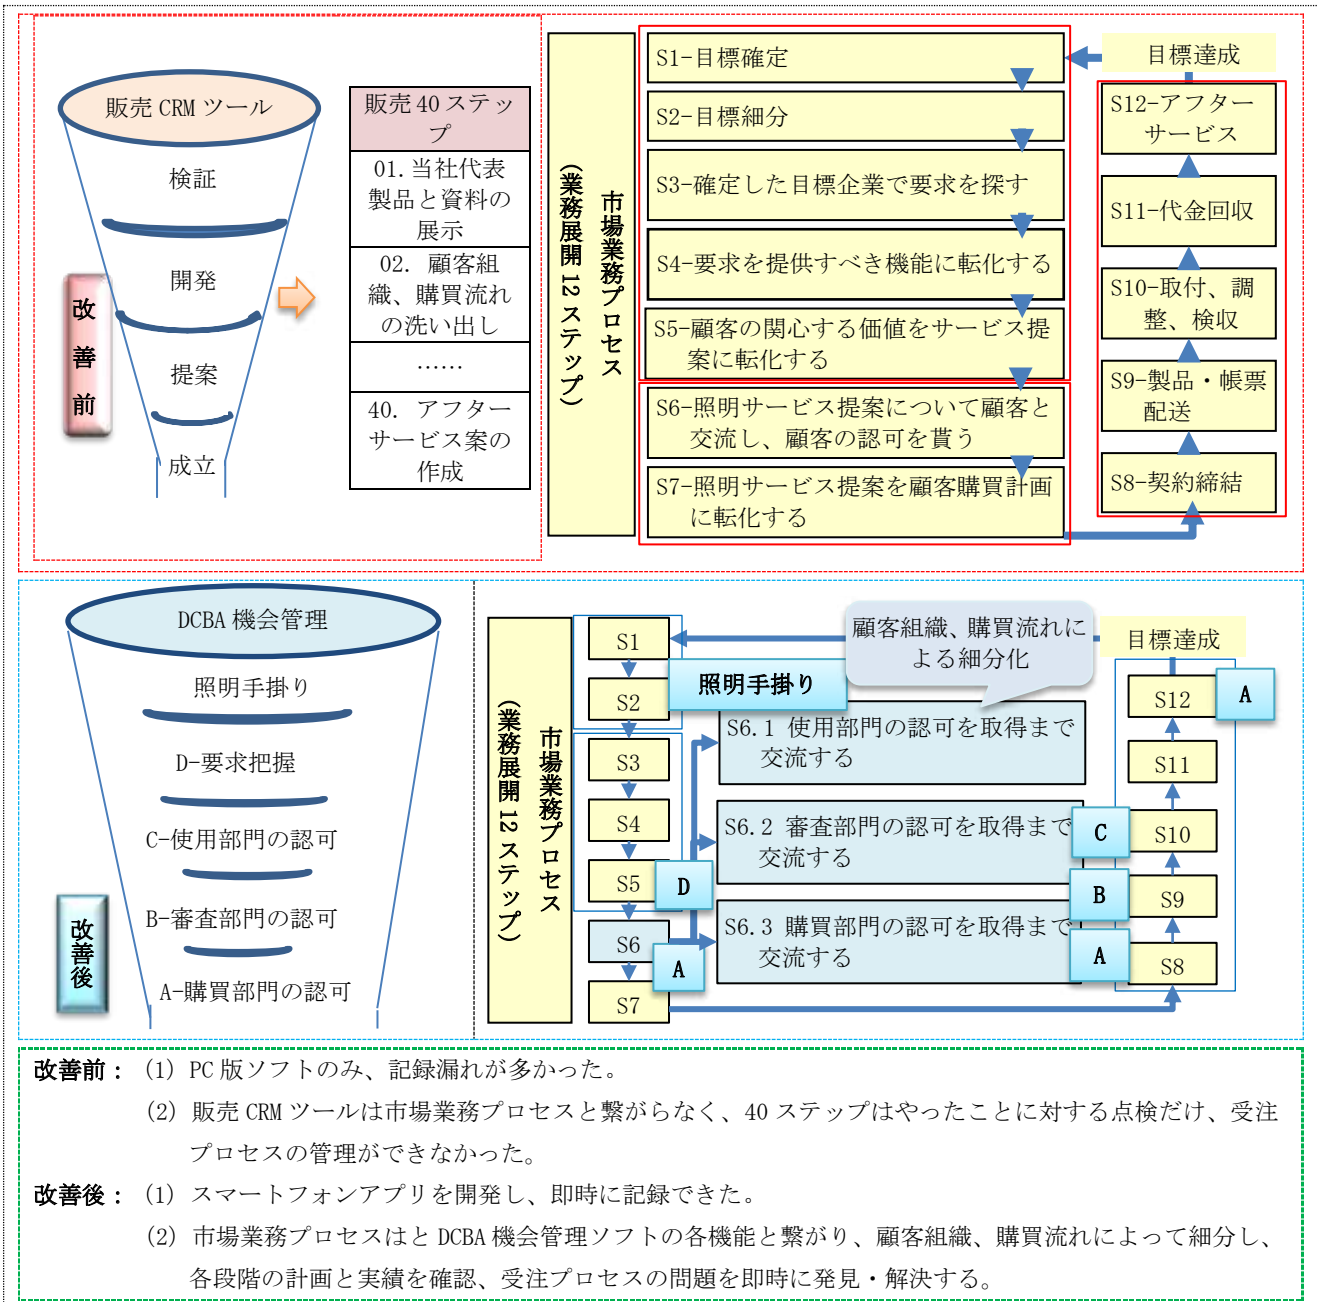 販売 CRM ツール
検証
開発
提案
成立
改
善
前
販売 40 ステッ
プ
01.当社代表
製品と資料の
展示
02. 顧客組
織、購買流れ
の洗い出し
……
40. アフター
サービス案の
作成
市場業務プロセス
（業務展開 12 ステップ）
S1-目標確定
S2-目標細分
S3-確定した目標企業で要求を探す
S4-要求を提供すべき機能に転化する
S5-顧客の関心する価値をサービス提
案に転化する
S6-照明サービス提案について顧客と
交流し、顧客の認可を貰う
S7-照明サービス提案を顧客購買計画
に転化する
目標達成
S12-アフター
サービス
S11-代金回収
S10-取付、調
整、検収
S9-製品・帳票
配送
S8-契約締結
DCBA 機会管理
照明手掛り
D-要求把握
C-使用部門の認可
B-審査部門の認可
A-購買部門の認可
改
善
後
市場業務プロセス
（業務展開 12 ステップ）
S1
S2
S3
S4
S5
S6
S7
照明手掛り
D
A
顧客組織、購買流れに
よる細分化
S6.1 使用部門の認可を取得まで
交流する
S6.2 審査部門の認可を取得まで
交流する
S6.3 購買部門の認可を取得まで
交流する
目標達成
S12
A
S11
S10
C
S9
B
S8
A
改善前：（1）PC 版ソフトのみ、記録漏れが多かった。
（2）販売 CRM ツールは市場業務プロセスと繋がらなく、40 ステップはやったことに対する点検だけ、受注
プロセスの管理ができなかった。
改善後：（1）スマートフォンアプリを開発し、即時に記録できた。
（2）市場業務プロセスはと DCBA 機会管理ソフトの各機能と繋がり、顧客組織、購買流れによって細分し、
各段階の計画と実績を確認、受注プロセスの問題を即時に発見・解決する。